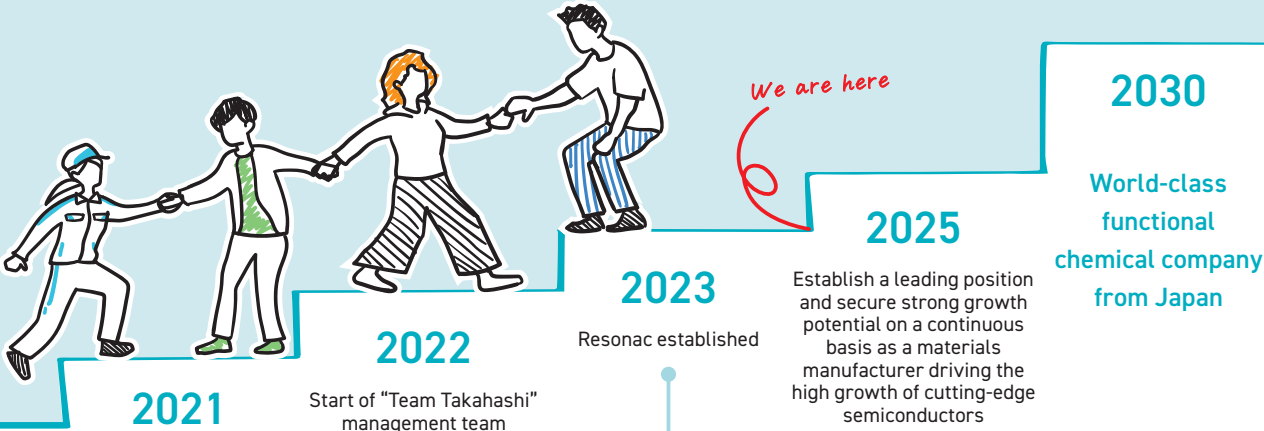 We are here
2021
2022
Start of “Team Takahashi”
management team
2023
Resonac established
2025
Establish a leading position
and secure strong growth
potential on a continuous
basis as a materials
manufacturer driving the
high growth of cutting-edge
semiconductors
2030
World-class
functional
chemical company
from Japan